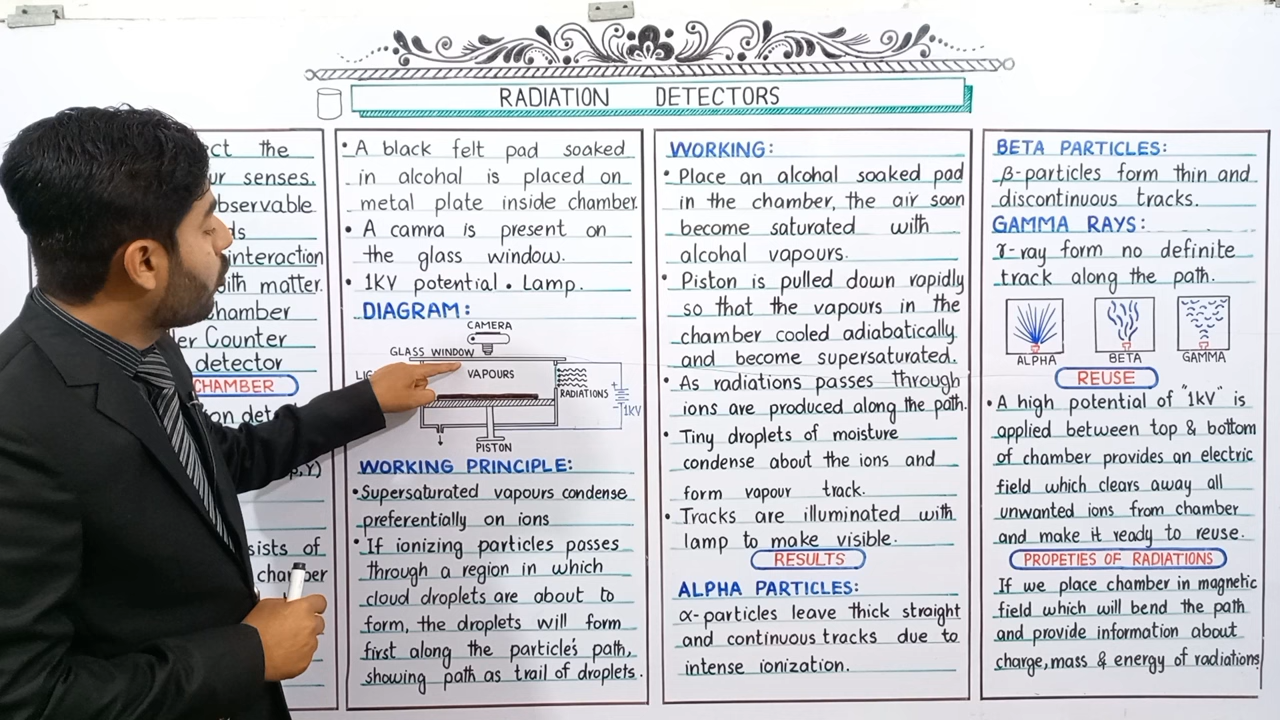 RADIATION DETECTORS
ect the
ur senses.
bservable
ds
interaction
with matter.
hamber
er Counter
detector
CHAMBER
on det
,γ)
sists of
chamber
• A black felt pad soaked
in alcohal is placed on
metal plate inside chamber.
• A camra is present on
the glass window.
• 1KV potential • Lamp.
DIAGRAM:
CAMERA
GLASS WINDOW
LIG
VAPOURS
RADIATIONS
1KV
PISTON
WORKING PRINCIPLE:
• Supersaturated vapours condense
preferentially on ions
• If ionizing particles passes
through a region in which
cloud droplets are about to
form, the droplets will form
first along the particle's path,
showing path as trail of droplets.
WORKING:
• Place an alcohal soaked pad
in the chamber, the air soon
become saturated with
alcohal vapours.
• Piston is pulled down rapidly
so that the vapours in the
chamber cooled adiabatically
and become supersaturated.
• As radiations passes through
ions are produced along the path.
• Tiny droplets of moisture
condense about the ions and
form vapour track.
• Tracks are illuminated with
lamp to make visible.
RESULTS
ALPHA PARTICLES:
α-particles leave thick straight
and continuous tracks due to
intense ionization.
BETA PARTICLES:
β-particles form thin and
discontinuous tracks.
GAMMA RAYS:
γ-ray form no definite
track along the path.
ALPHA BETA GAMMA
REUSE
• A high potential of "1kV" is
applied between top & bottom
of chamber provides an electric
field which clears away all
unwanted ions from chamber
and make it ready to reuse.
PROPETIES OF RADIATIONS
If we place chamber in magnetic
field which will bend the path
and provide information about
charge, mass & energy of radiations